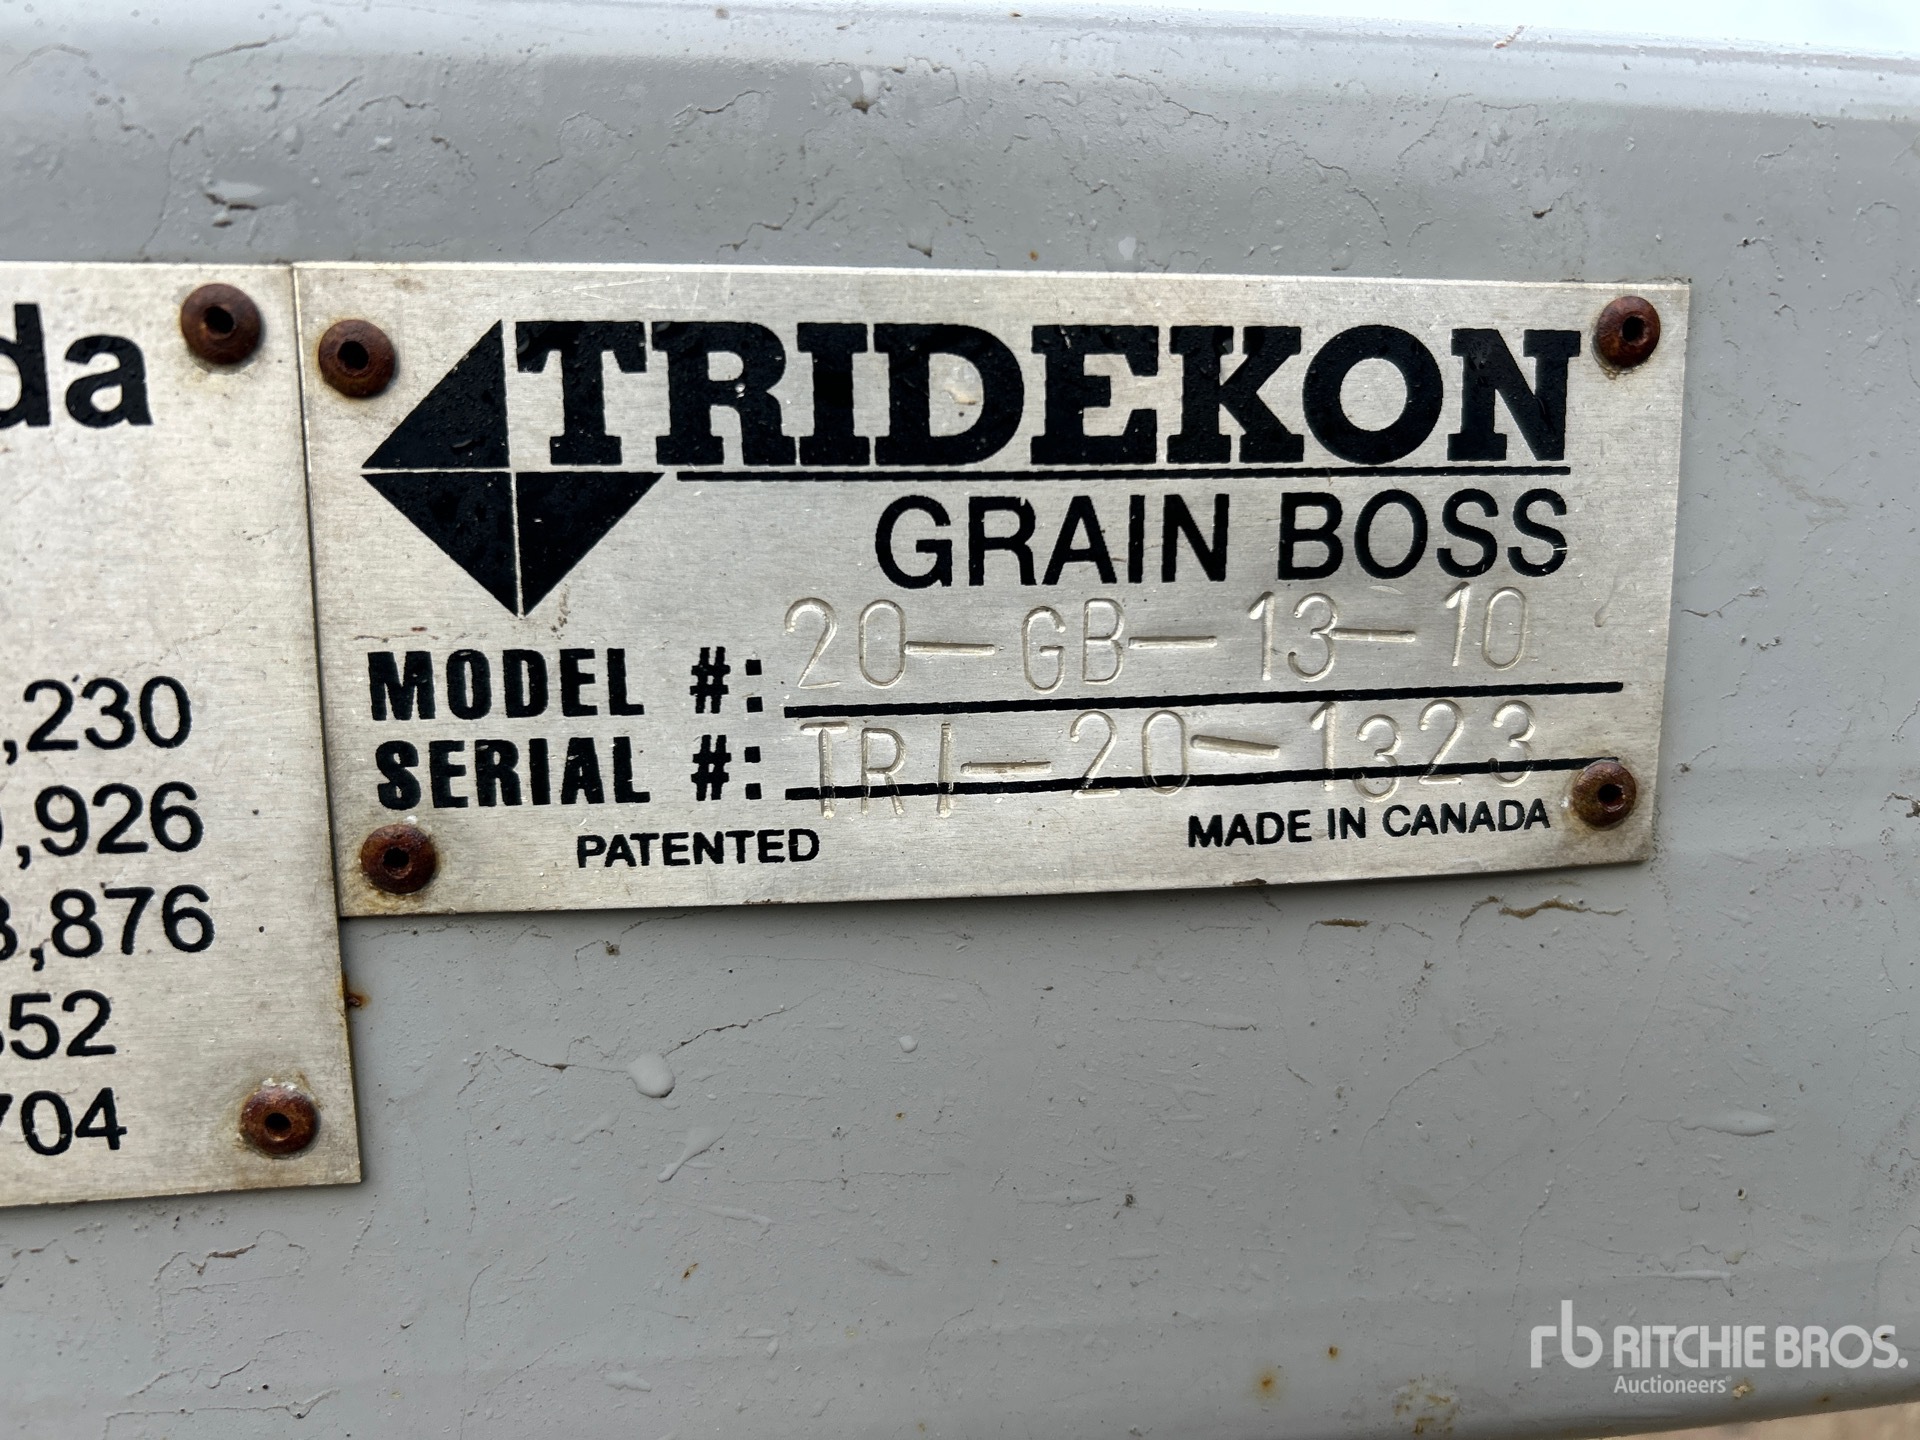 da
,230
,926
,876
52
704
TRIDEKON
GRAIN BOSS
MODEL #: 20-GB-13-10
SERIAL #: TRI-20-1323
PATENTED MADE IN CANADA
rb RITCHIE BROS.
Auctioneers